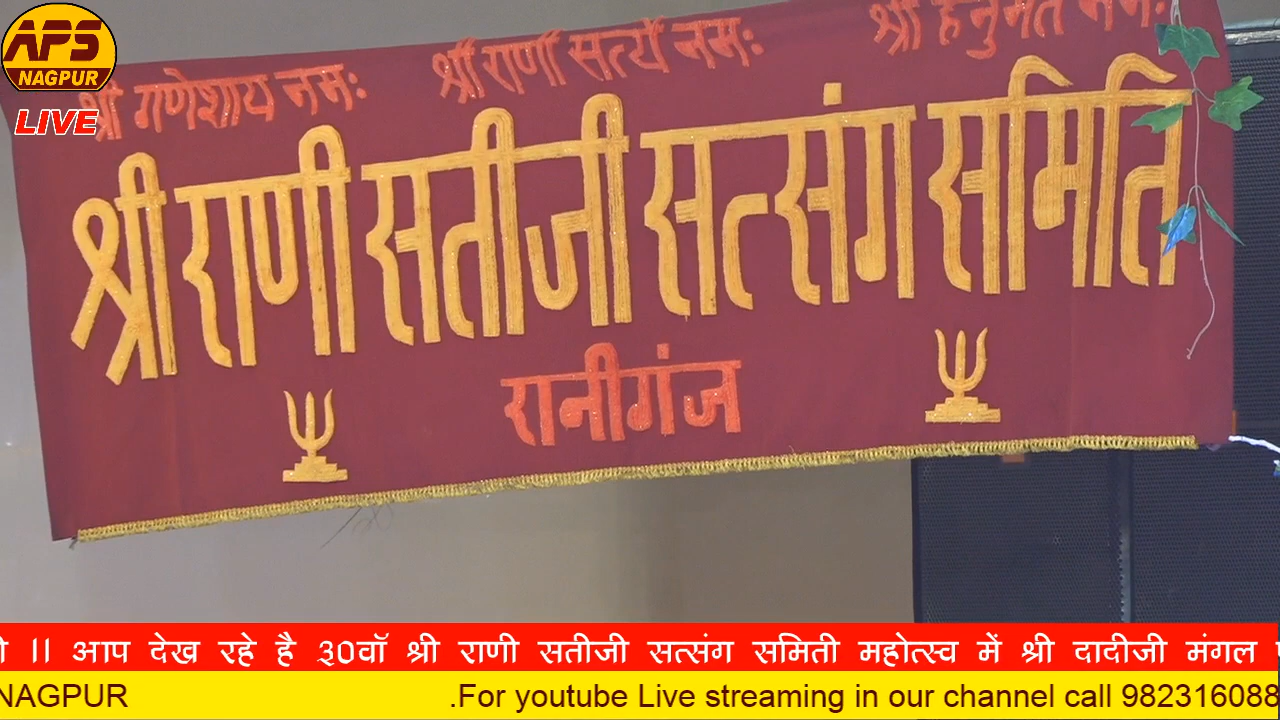 APS
NAGPUR
LIVE
श्री गणेशाय नमः
श्री राणी सत्यै नमः
श्री हनुमते नमः
श्री राणी सतीजी सत्संग समिति
रानीगंज
॥ आप देख रहे है 30वॉ श्री राणी सतीजी सत्संग समिती महोत्स्व में श्री दादीजी मंगल
NAGPUR
.For youtube Live streaming in our channel call 982316088